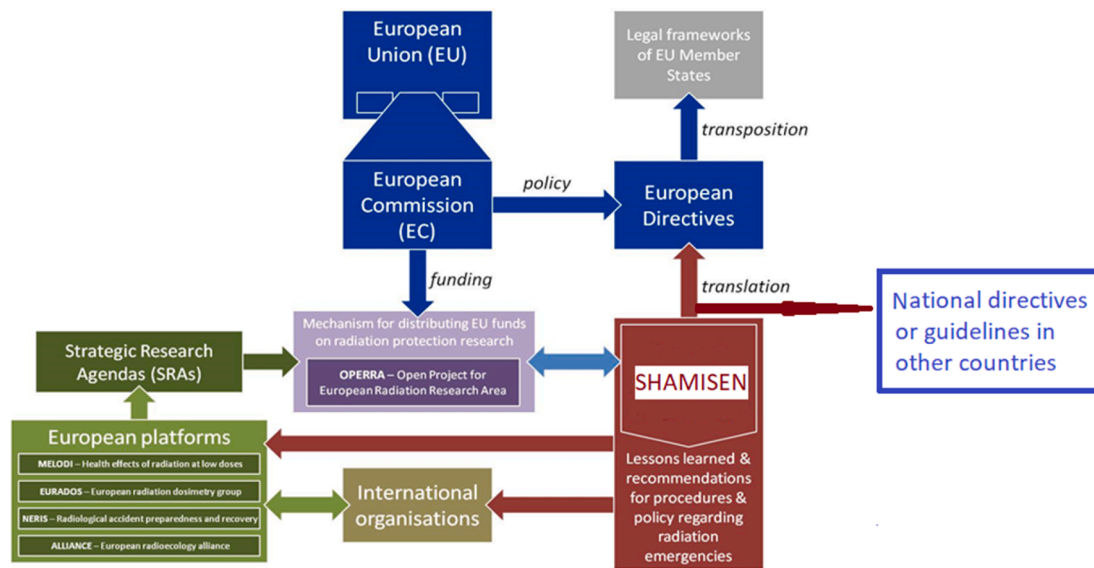 European
Union (EU)
Legal frameworks
of EU Member
States
transposition
European
Commission
(EC)
policy
European
Directives
funding
translation
National directives
or guidelines in
other countries
Mechanism for distributing EU funds
on radiation protection research
OPERRA – Open Project for
European Radiation Research Area
Strategic Research
Agendas (SRAs)
SHAMISEN
European platforms
MELODI – Health effects of radiation at low doses
EURADOS – European radiation dosimetry group
NERIS – Radiological accident preparedness and recovery
ALLIANCE – European radioecology alliance
International
organisations
Lessons learned &
recommendations
for procedures &
policy regarding
radiation
emergencies